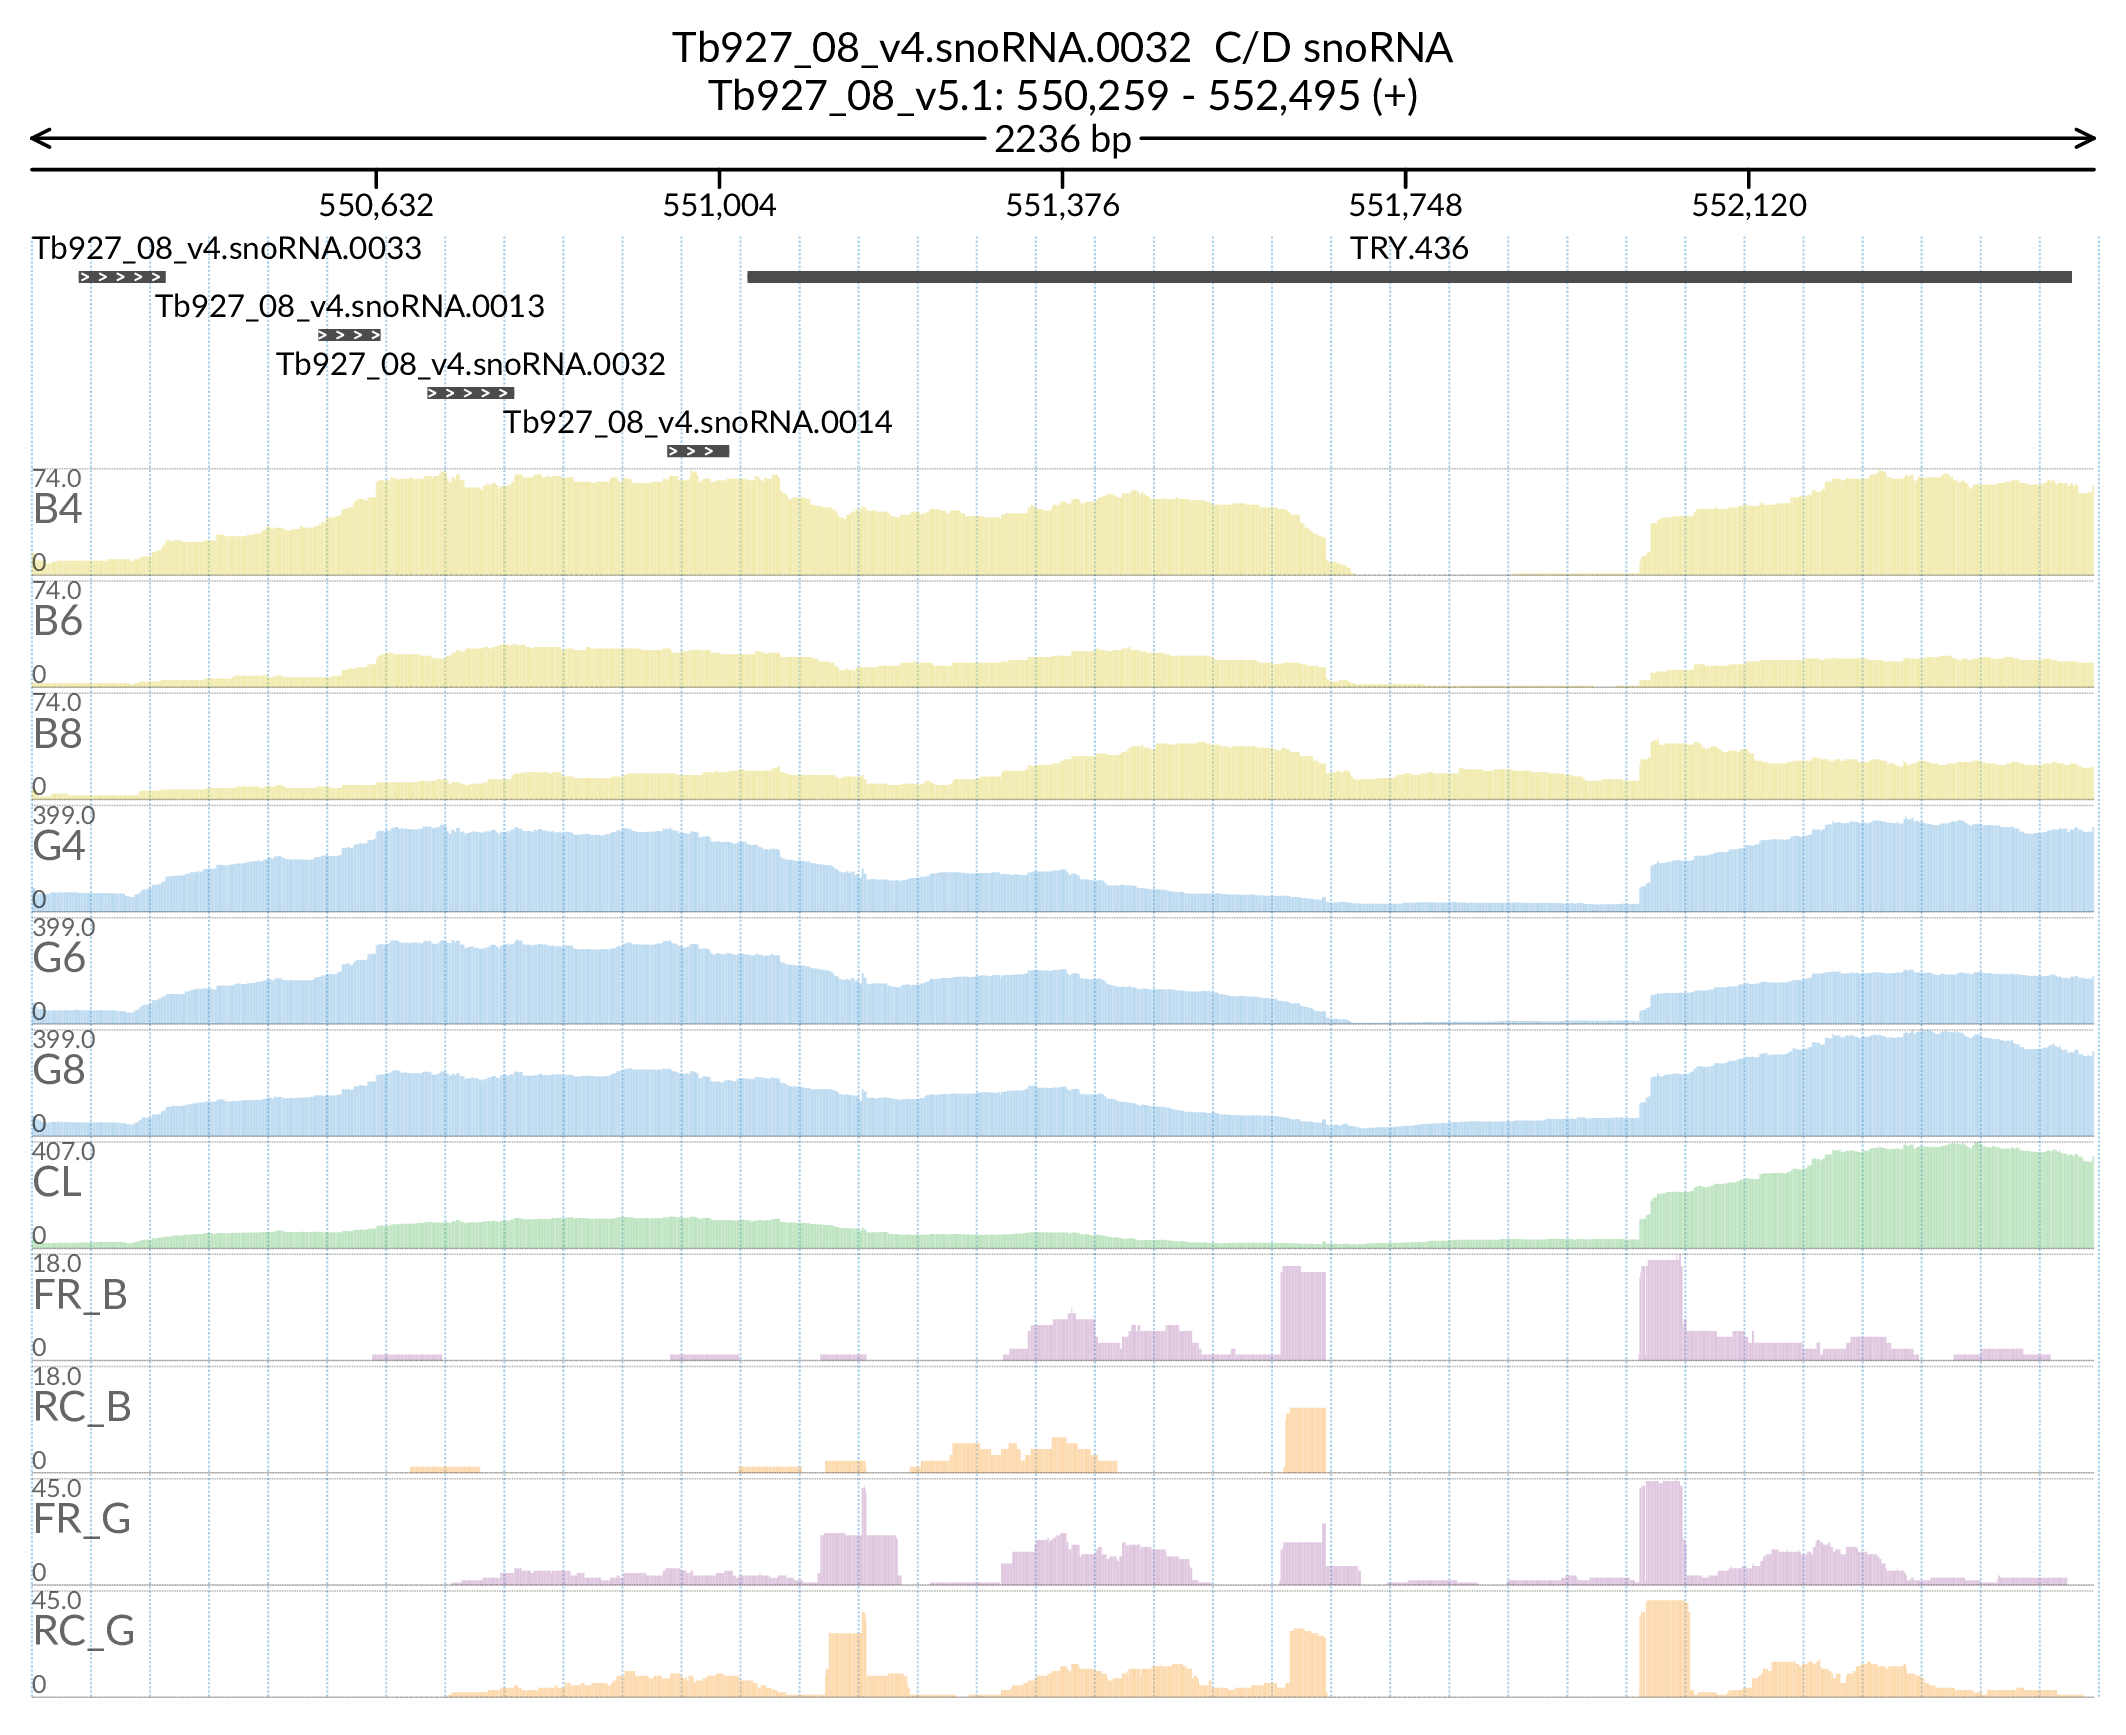 Tb927_08_v4.snoRNA.0032  C/D snoRNA
Tb927_08_v5.1: 550,259 - 552,495 (+)
2236 bp
550,632 551,004 551,376 551,748 552,120
Tb927_08_v4.snoRNA.0033 TRY.436
Tb927_08_v4.snoRNA.0013
Tb927_08_v4.snoRNA.0032
Tb927_08_v4.snoRNA.0014
74.0
B4
0
74.0
B6
0
74.0
B8
0
399.0
G4
0
399.0
G6
0
399.0
G8
0
407.0
CL
0
18.0
FR_B
0
18.0
RC_B
0
45.0
FR_G
0
45.0
RC_G
0